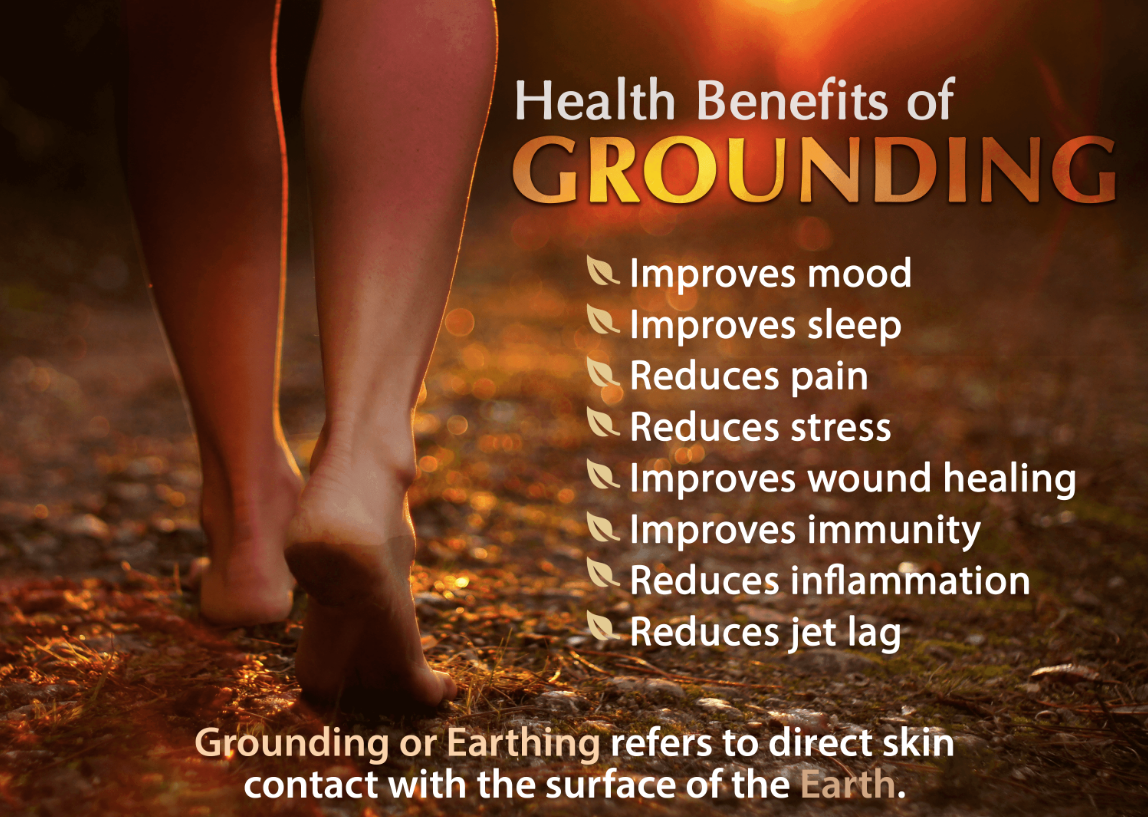 Health Benefits of
GROUNDING
Improves mood
Improves sleep
Reduces pain
Reduces stress
Improves wound healing
Improves immunity
Reduces inflammation
Reduces jet lag
Grounding or Earthing refers to direct skin
contact with the surface of the Earth.